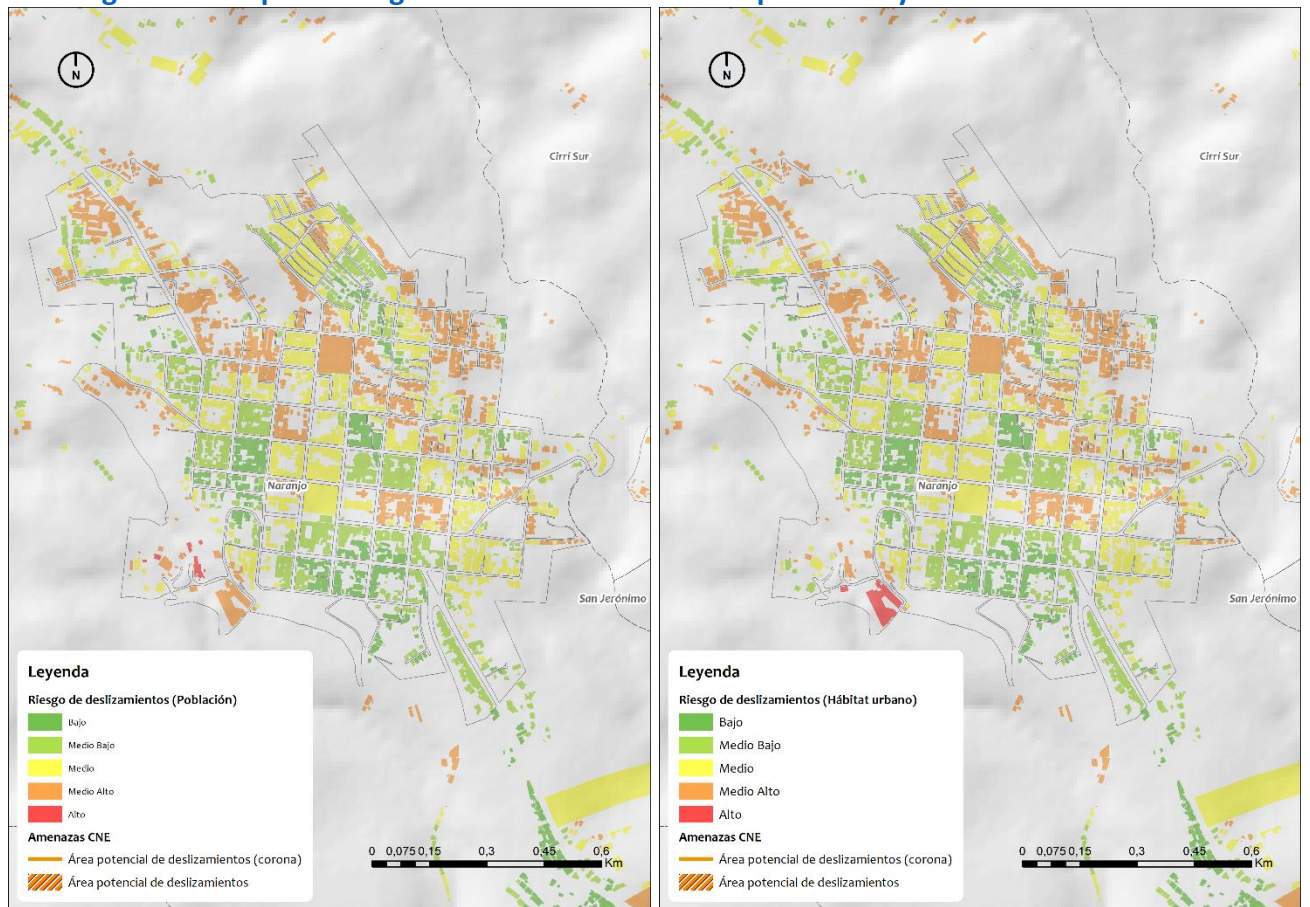 N
Cirri Sur
Naranjo
San Jerónimo
Leyenda
Riesgo de deslizamientos (Población)
Bajo
Medio Bajo
Medio
Medio Alto
Alto
Amenazas CNE
Área potencial de deslizamientos (corona)
Área potencial de deslizamientos
0 0,075 0,15 0,3 0,45 0,6
Km
N
Cirri Sur
Naranjo
San Jerónimo
Leyenda
Riesgo de deslizamientos (Hábitat urbano)
Bajo
Medio Bajo
Medio
Medio Alto
Alto
Amenazas CNE
Área potencial de deslizamientos (corona)
Área potencial de deslizamientos
0 0,075 0,15 0,3 0,45 0,6
Km